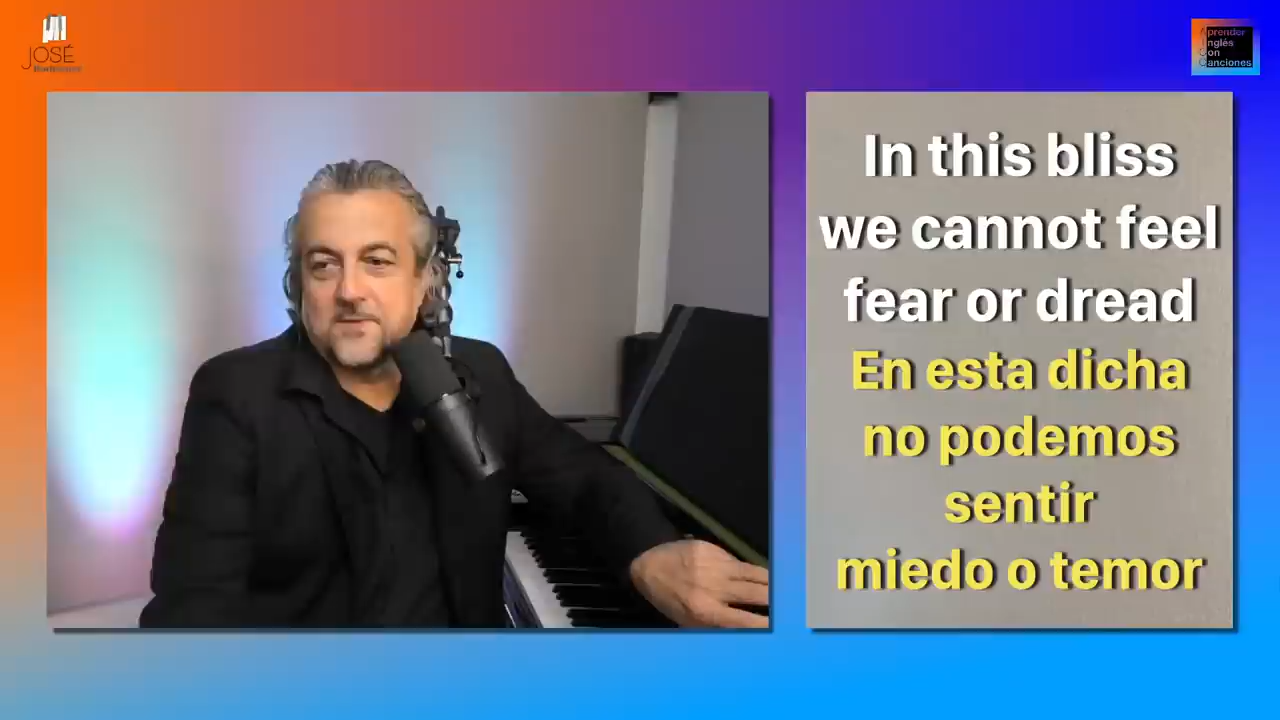 JOSÉ
Aprender
Inglés
Con
Canciones
In this bliss
we cannot feel
fear or dread
En esta dicha
no podemos
sentir
miedo o temor